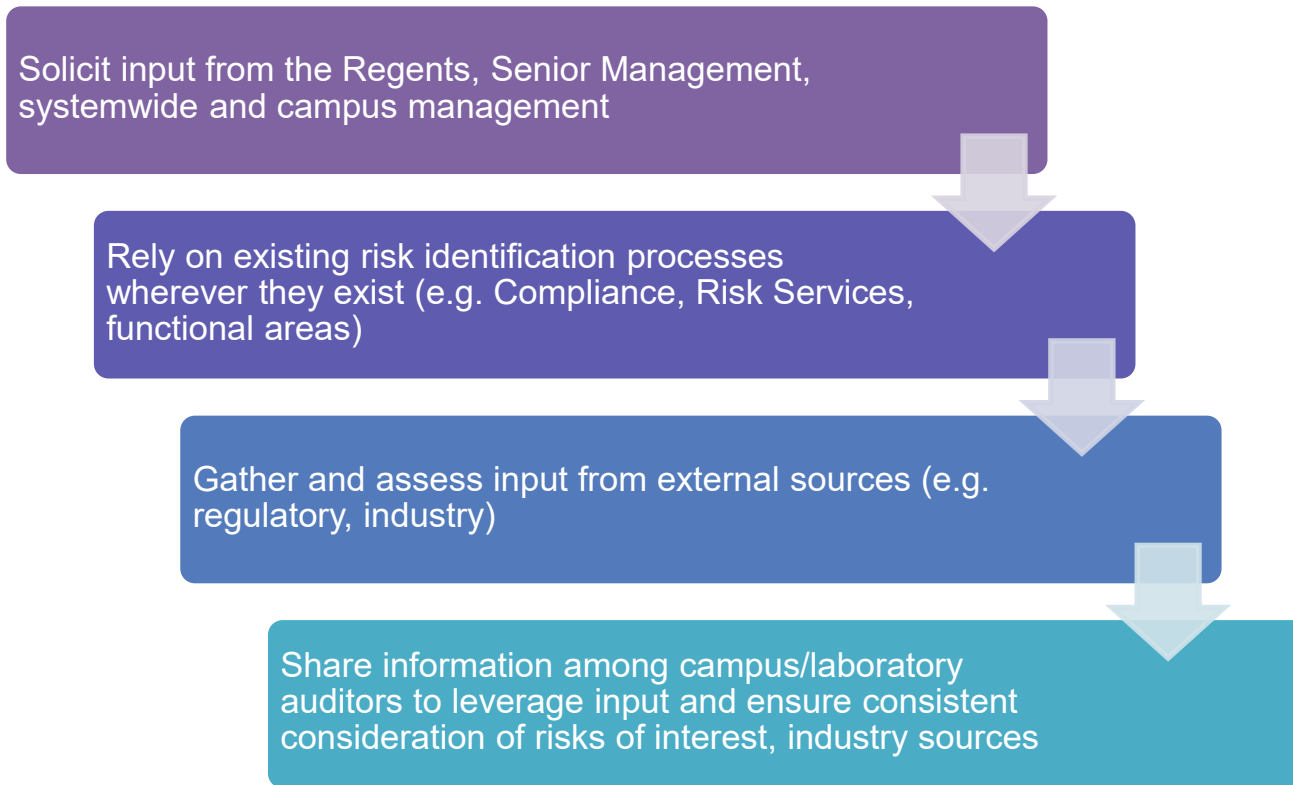 Solicit input from the Regents, Senior Management,
systemwide and campus management
Rely on existing risk identification processes
wherever they exist (e.g. Compliance, Risk Services,
functional areas)
Gather and assess input from external sources (e.g.
regulatory, industry)
Share information among campus/laboratory
auditors to leverage input and ensure consistent
consideration of risks of interest, industry sources